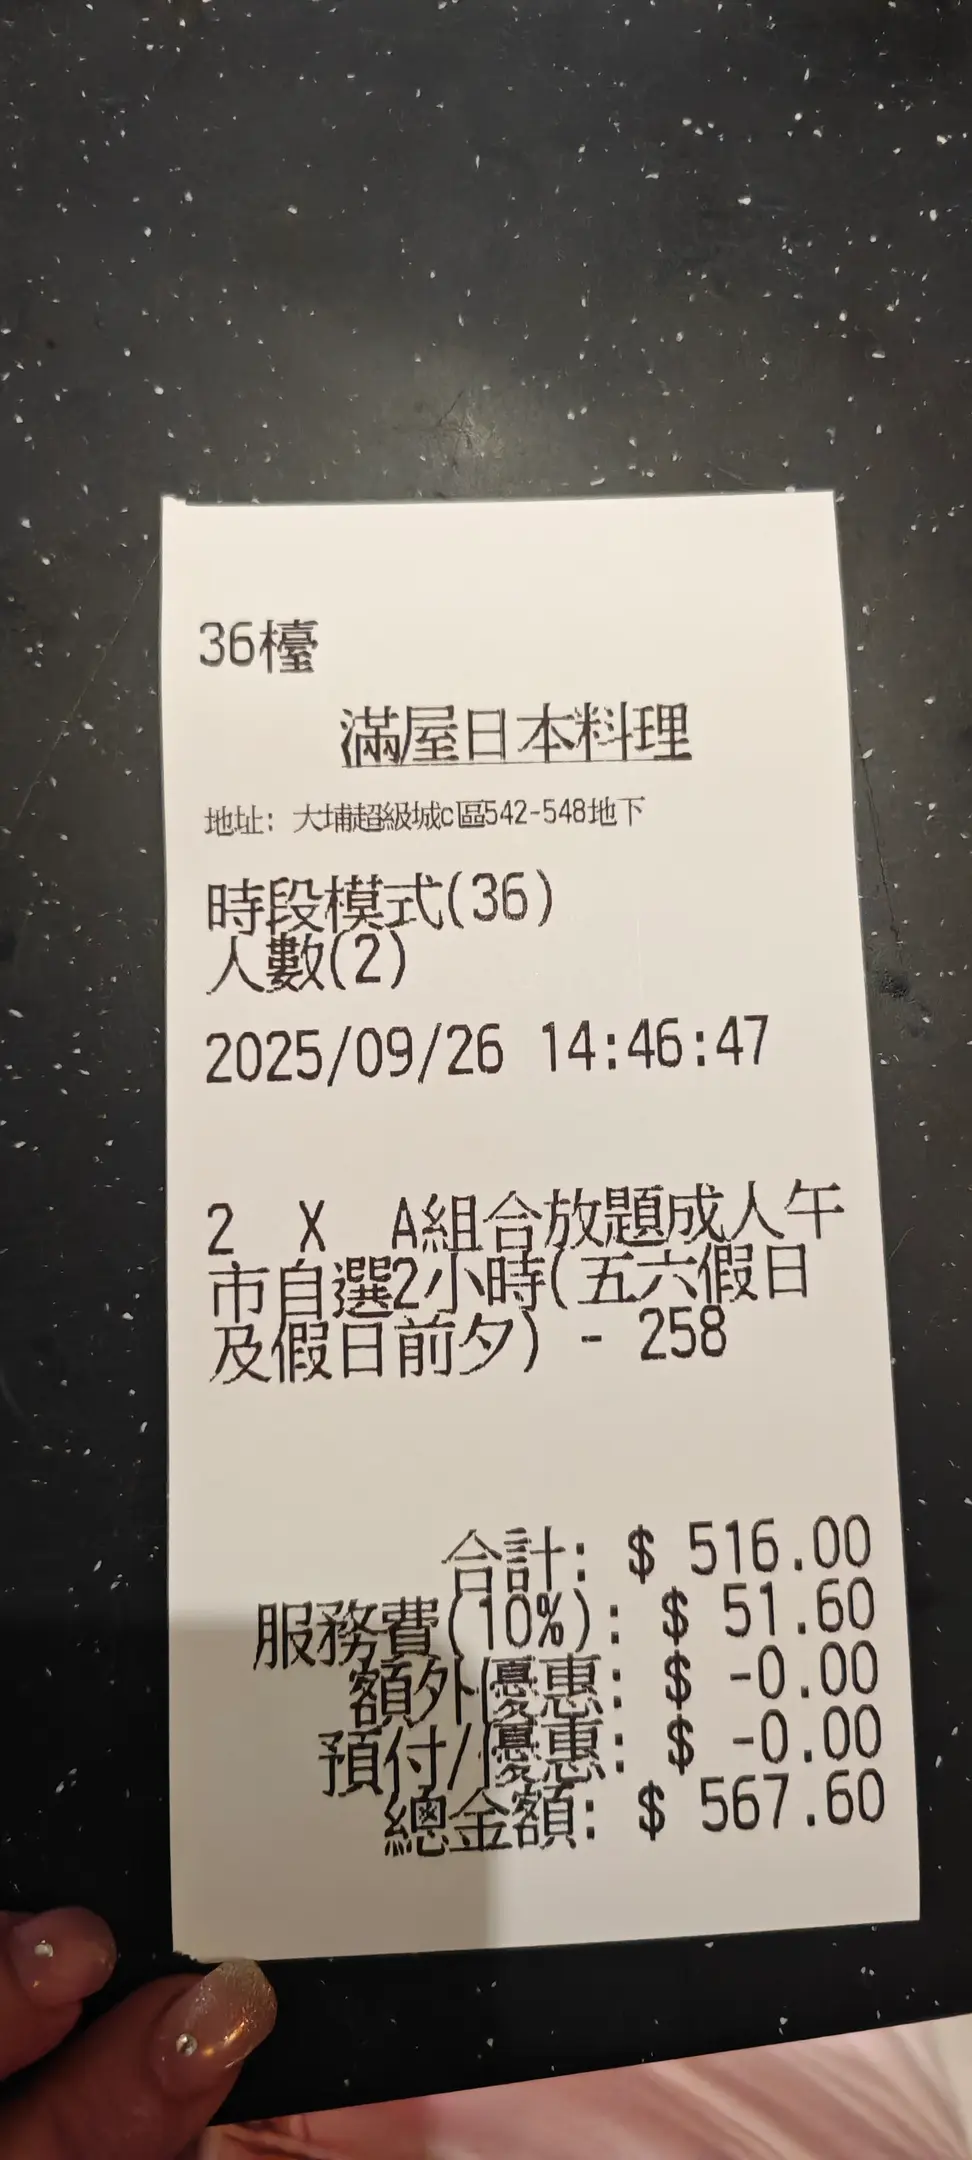 36檯
滿屋日本料理
地址: 大埔超級城c區542-548地下
時段模式(36)
人數(2)
2025/09/26 14:46:47
2 X A組合放題成人午
市自選2小時(五六假日
及假日前夕) - 258
合計: $ 516.00
服務費(10%): $ 51.60
額外優惠: $ -0.00
預付/優惠: $ -0.00
總金額: $ 567.60